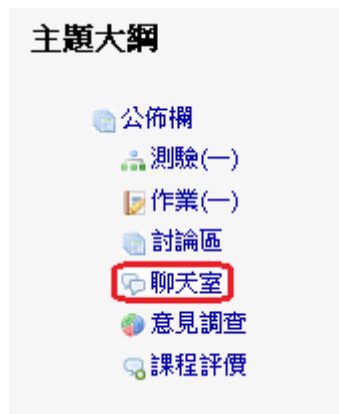 主題大綱
公佈欄
測驗(一)
作業(一)
討論區
聊天室
意見調查
課程評價